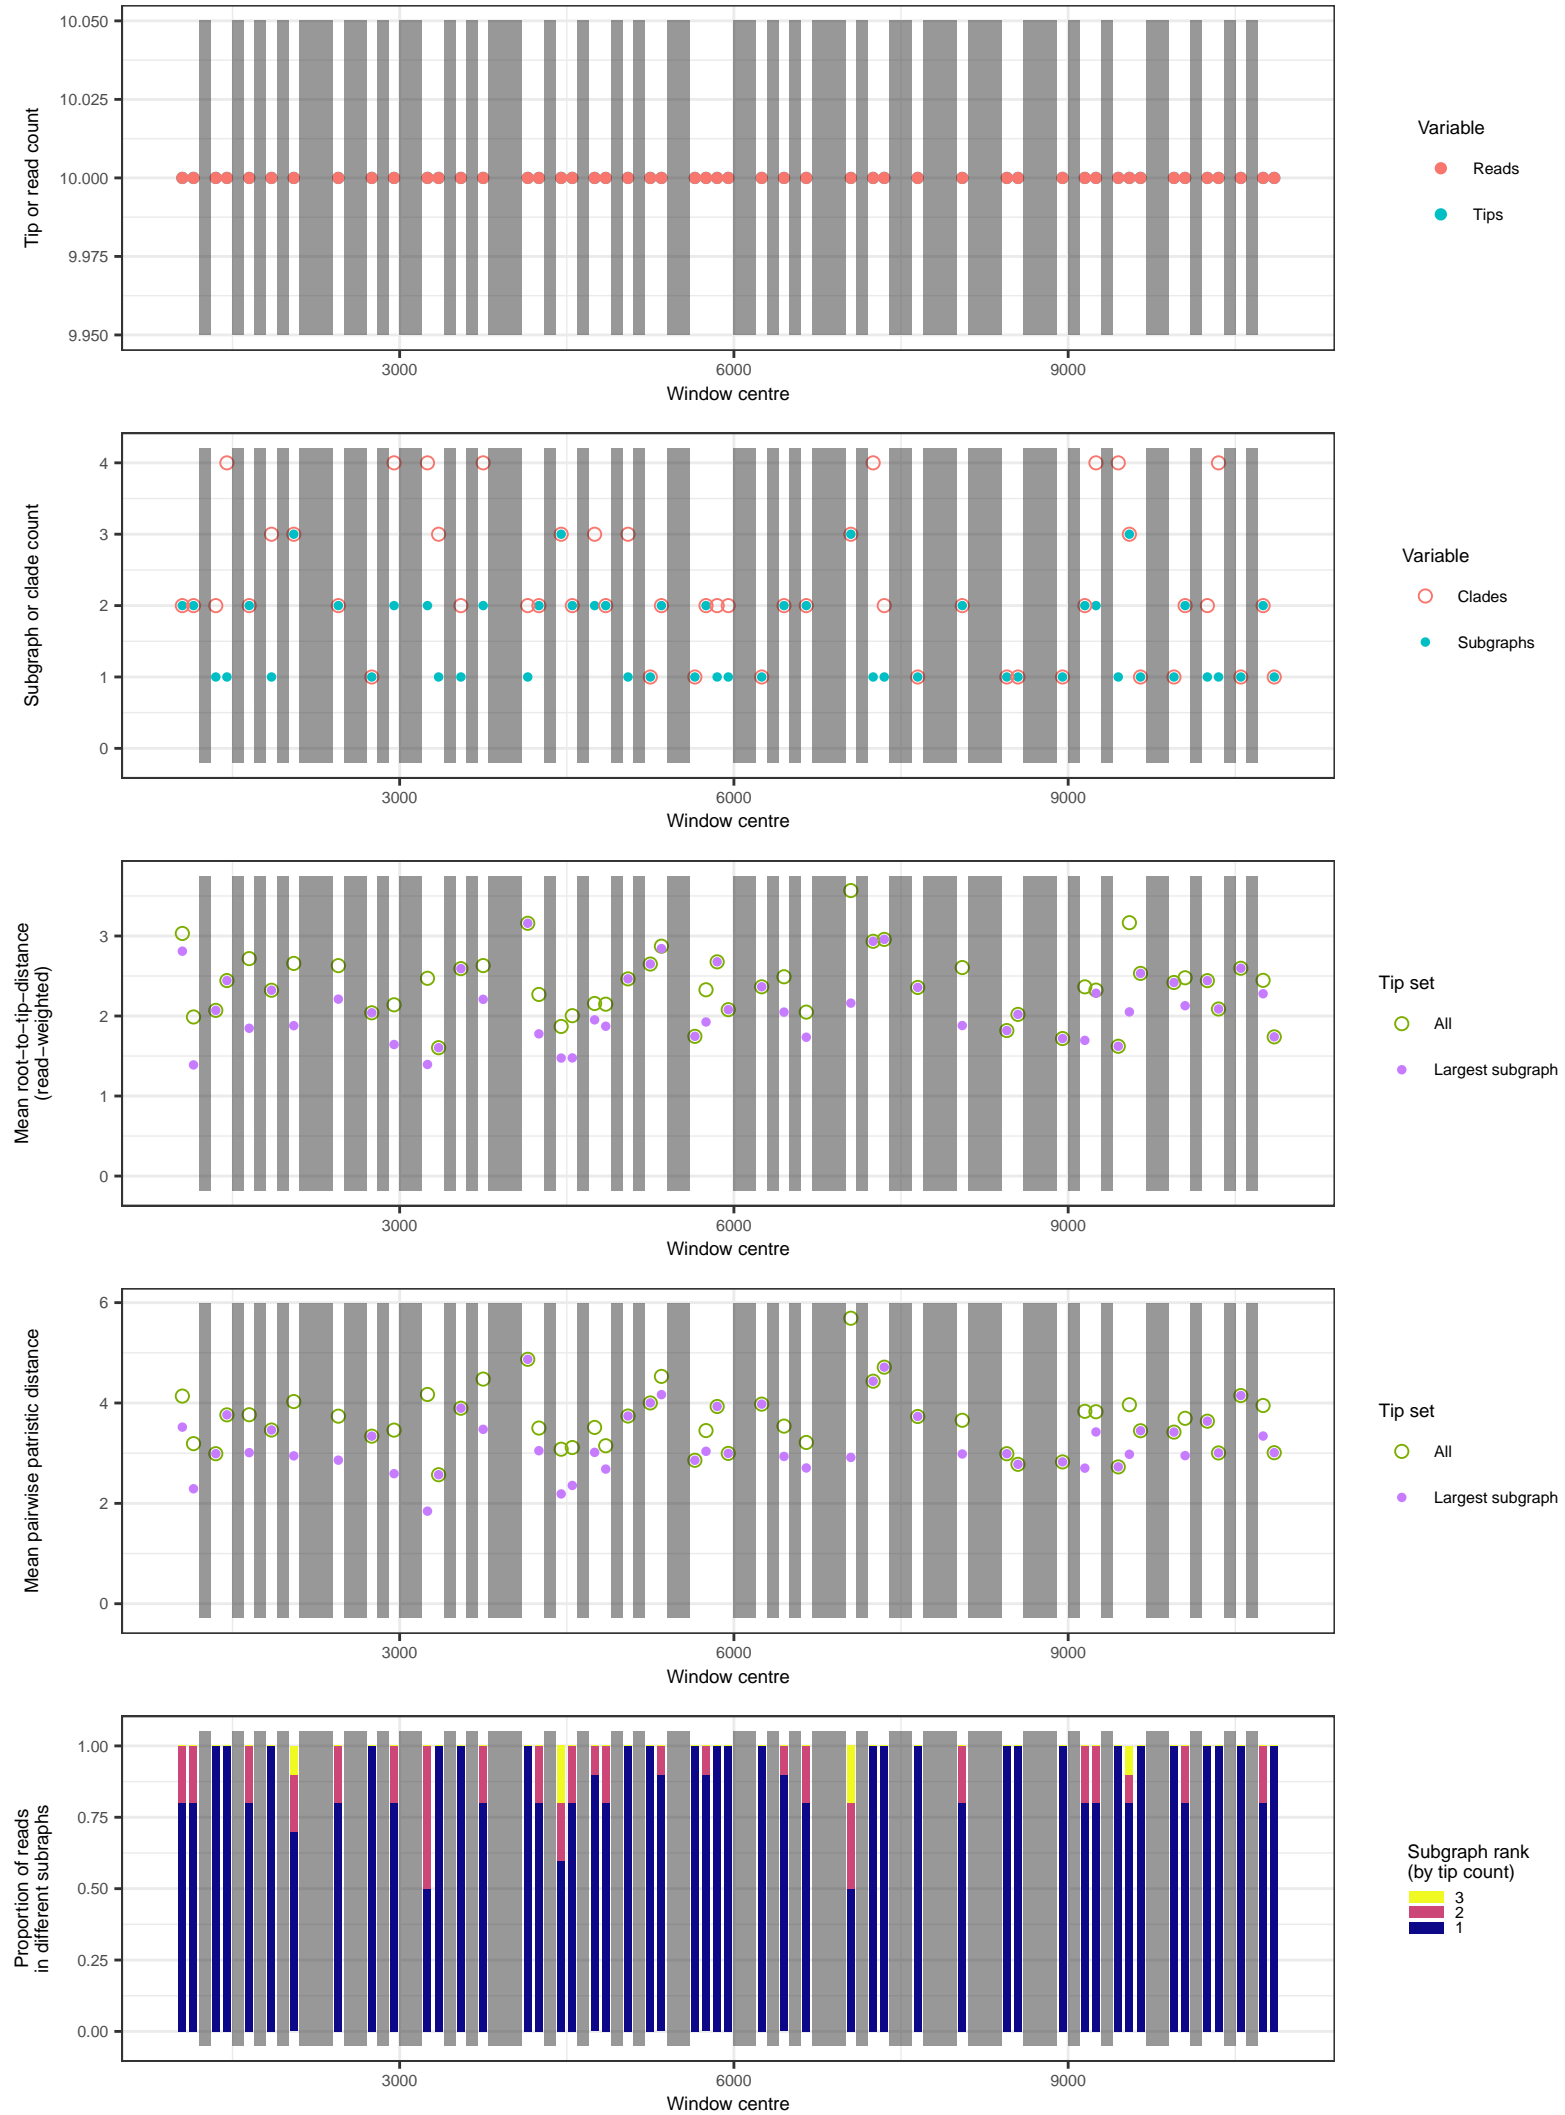 10.050
10.025
10.000
9.975
9.950
Tip or read count
3000
6000
9000
Window centre
Variable
Reads
Tips
4
3
2
1
0
Subgraph or clade count
3000
6000
9000
Window centre
Variable
Clades
Subgraphs
3
2
1
0
Mean root−to−tip−distance
(read−weighted)
3000
6000
9000
Window centre
Tip set
All
Largest subgraph
6
4
2
0
Mean pairwise patristic distance
3000
6000
9000
Window centre
Tip set
All
Largest subgraph
1.00
0.75
0.50
0.25
0.00
Proportion of reads
in different subraphs
3000
6000
9000
Window centre
Subgraph rank
(by tip count)
3
2
1